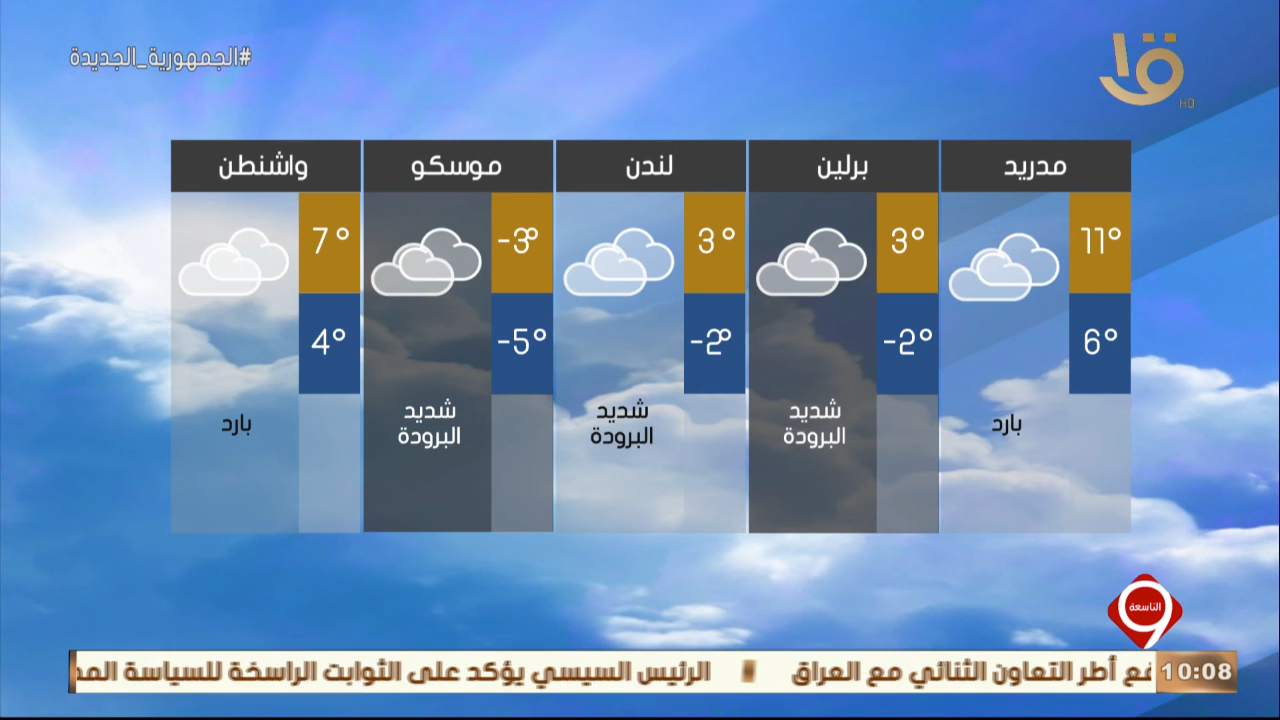 #الجمهورية_الجديدة
HD
مدريد
11°
6°
بارد
برلين
3°
-2°
شديد
البرودة
لندن
3°
-2°
شديد
البرودة
موسكو
-3°
-5°
شديد
البرودة
واشنطن
7°
4°
بارد
التاسعة
9
10:08
أطر التعاون الثنائي مع العراق
الرئيس السيسي يؤكد على الثوابت الراسخة للسياسة